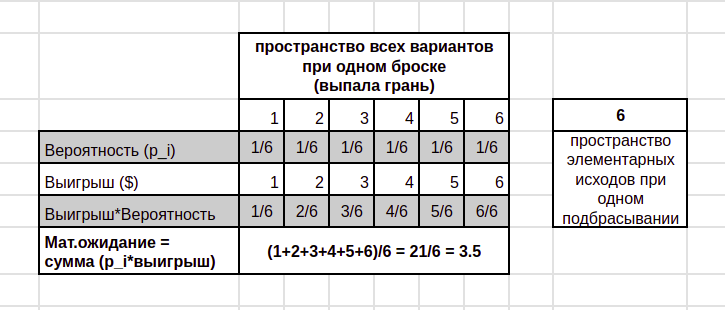 пространство всех вариантов
при одном броске
(выпала грань)
1 2 3 4 5 6
6
Вероятность (p_i) 1/6 1/6 1/6 1/6 1/6 1/6
Выигрыш ($) 1 2 3 4 5 6
Выигрыш*Вероятность 1/6 2/6 3/6 4/6 5/6 6/6
Мат.ожидание =
сумма (p_i*выигрыш)
(1+2+3+4+5+6)/6 = 21/6 = 3.5
пространство
элементарных
исходов при
одном
подбрасывании